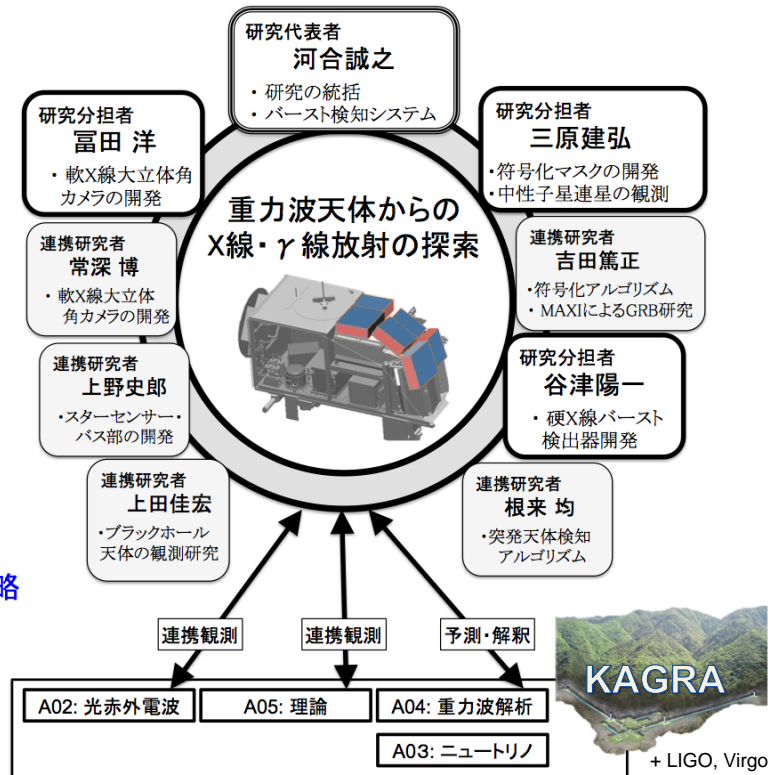 研究代表者
河合誠之
・ 研究の統括
・ バースト検知システム
研究分担者
冨田 洋
・ 軟X線大立体角
カメラの開発
研究分担者
三原建弘
・符号化マスクの開発
・中性子星連星の観測
重力波天体からの
X線・γ線放射の探索
連携研究者
常深 博
・ 軟X線大立体
角カメラの開発
連携研究者
吉田篤正
・符号化アルゴリズム
・ MAXIによるGRB研究
連携研究者
上野史郎
・スターセンサー・
バス部の開発
研究分担者
谷津陽一
・ 硬X線バースト
検出器開発
連携研究者
上田佳宏
・ブラックホール
天体の観測研究
連携研究者
根来 均
・突発天体検知
アルゴリズム
略
連携観測
連携観測
予測・解釈
A02: 光赤外電波
A05: 理論
A04: 重力波解析
A03: ニュートリノ
KAGRA
+ LIGO, Virgo